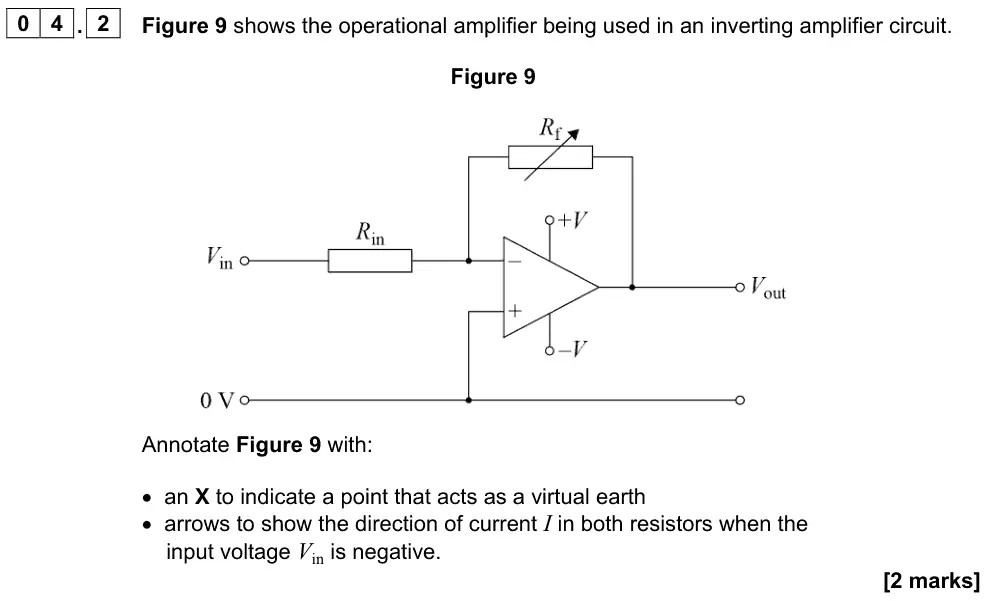 0 4 . 2 Figure 9 shows the operational amplifier being used in an inverting amplifier circuit.
Figure 9
Rf
+V
Rin
Vin
−
Vout
+
−V
0 V
Annotate Figure 9 with:
• an X to indicate a point that acts as a virtual earth
• arrows to show the direction of current I in both resistors when the
input voltage Vin is negative.
[2 marks]